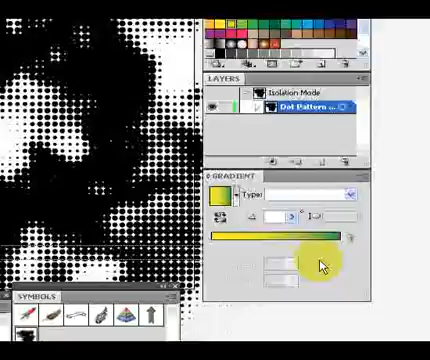 LAYERS
Isolation Mode
Dot Pattern ...
GRADIENT
Type:
SYMBOLS